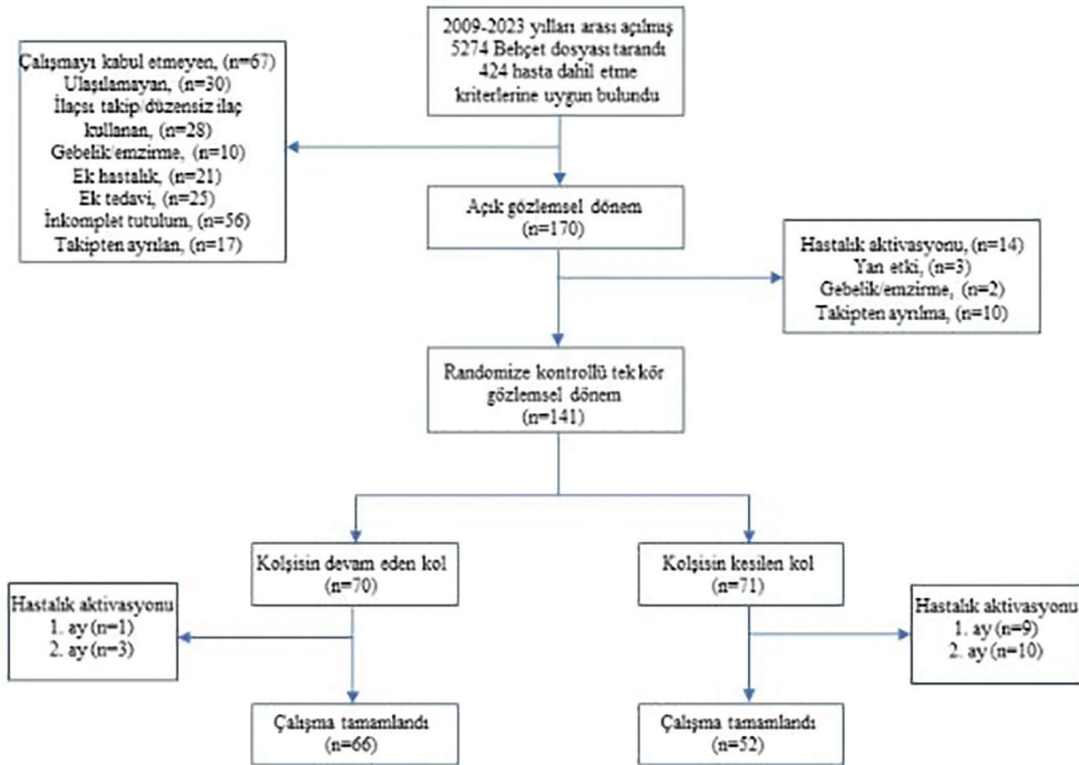 2009-2023 yılları arası açılmış
5274 Behçet dosyası tarandı
424 hasta dahil etme
kriterlerine uygun bulundu
Çalışmayı kabul etmeyen, (n=67)
Ulaşılamayan, (n=30)
İlaçsı takip/düzensiz ilaç
kullanan, (n=28)
Gebelik/emzirme, (n=10)
Ek hastalık, (n=21)
Ek tedavi, (n=25)
İnkomplet tutulum, (n=56)
Takipten ayrılan, (n=17)
Açık gözlemsel dönem
(n=170)
Hastalık aktivasyonu, (n=14)
Yan etki, (n=3)
Gebelik/emzirme, (n=2)
Takipten ayrılma, (n=10)
Randomize kontrollü tek kör
gözlemsel dönem
(n=141)
Kolşisin devam eden kol
(n=70)
Kolşisin kesilen kol
(n=71)
Hastalık aktivasyonu
1. ay (n=1)
2. ay (n=3)
Hastalık aktivasyonu
1. ay (n=9)
2. ay (n=10)
Çalışma tamamlandı
(n=66)
Çalışma tamamlandı
(n=52)